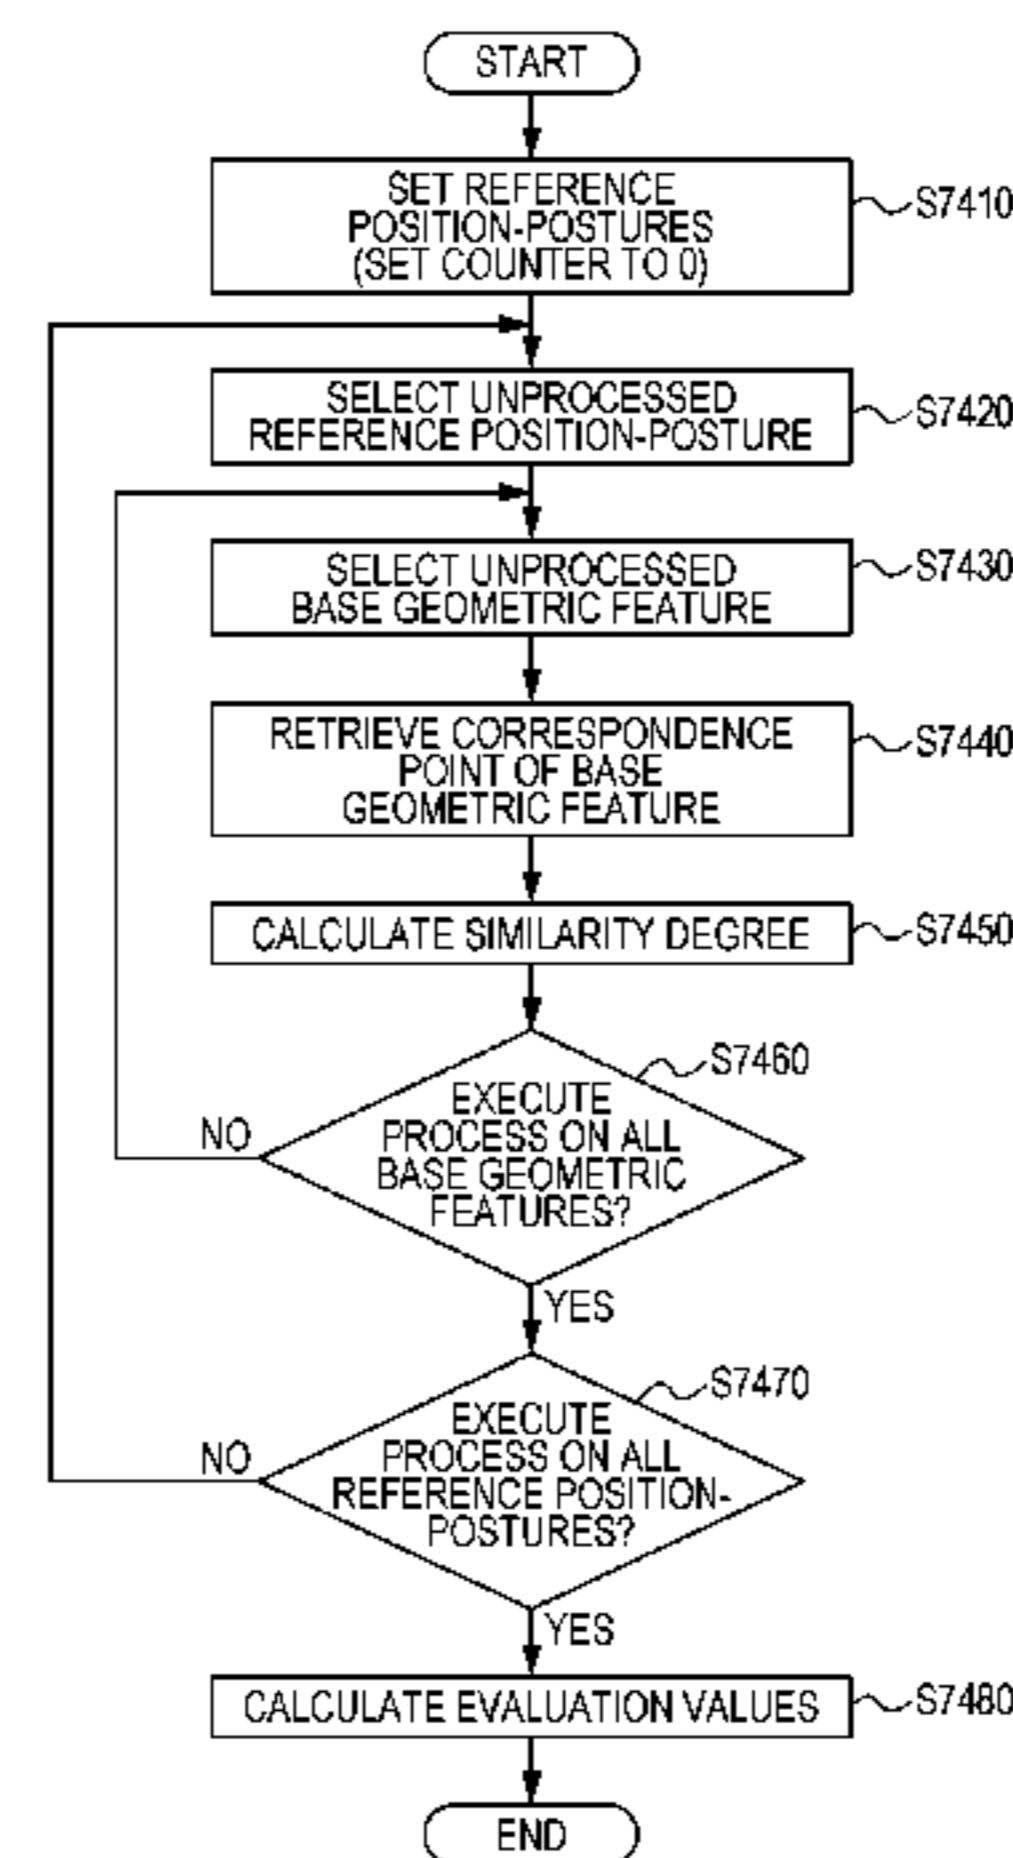 START
SET REFERENCE
POSITION-POSTURES
(SET COUNTER TO 0)
S7410
SELECT UNPROCESSED
REFERENCE POSITION-POSTURE
S7420
SELECT UNPROCESSED
BASE GEOMETRIC FEATURE
S7430
RETRIEVE CORRESPONDENCE
POINT OF BASE
GEOMETRIC FEATURE
S7440
CALCULATE SIMILARITY DEGREE
S7450
S7460
EXECUTE
PROCESS ON ALL
BASE GEOMETRIC
FEATURES?
NO
YES
S7470
EXECUTE
PROCESS ON ALL
REFERENCE POSITION-
POSTURES?
NO
YES
CALCULATE EVALUATION VALUES
S7480
END